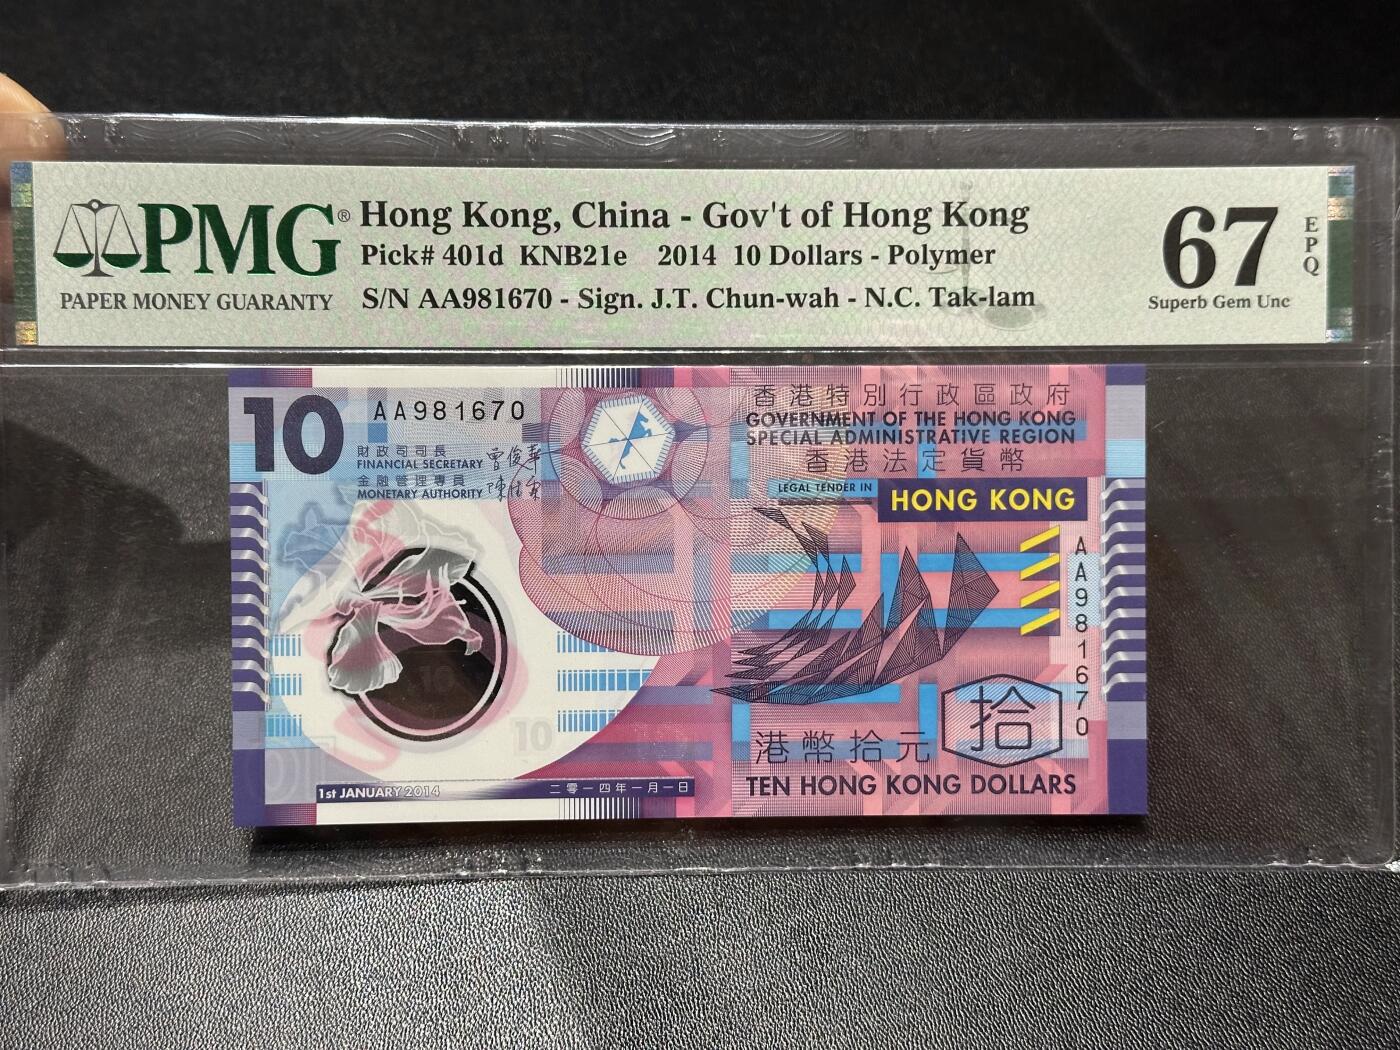 PMG®
PAPER MONEY GUARANTY
Hong Kong, China - Gov't of Hong Kong
Pick# 401d KNB21e 2014 10 Dollars - Polymer
S/N AA981670 - Sign. J.T. Chun-wah - N.C. Tak-lam
67
EPQ
Superb Gem Unc
10
AA981670
財政司司長
FINANCIAL SECRETARY
金融管理專員
MONETARY AUTHORITY
香港特別行政區政府
GOVERNMENT OF THE HONG KONG
SPECIAL ADMINISTRATIVE REGION
香港法定貨幣
LEGAL TENDER IN
HONG KONG
AA981670
10
10
拾
港幣拾元
TEN HONG KONG DOLLARS
1st JANUARY 2014
二零一四年一月一日